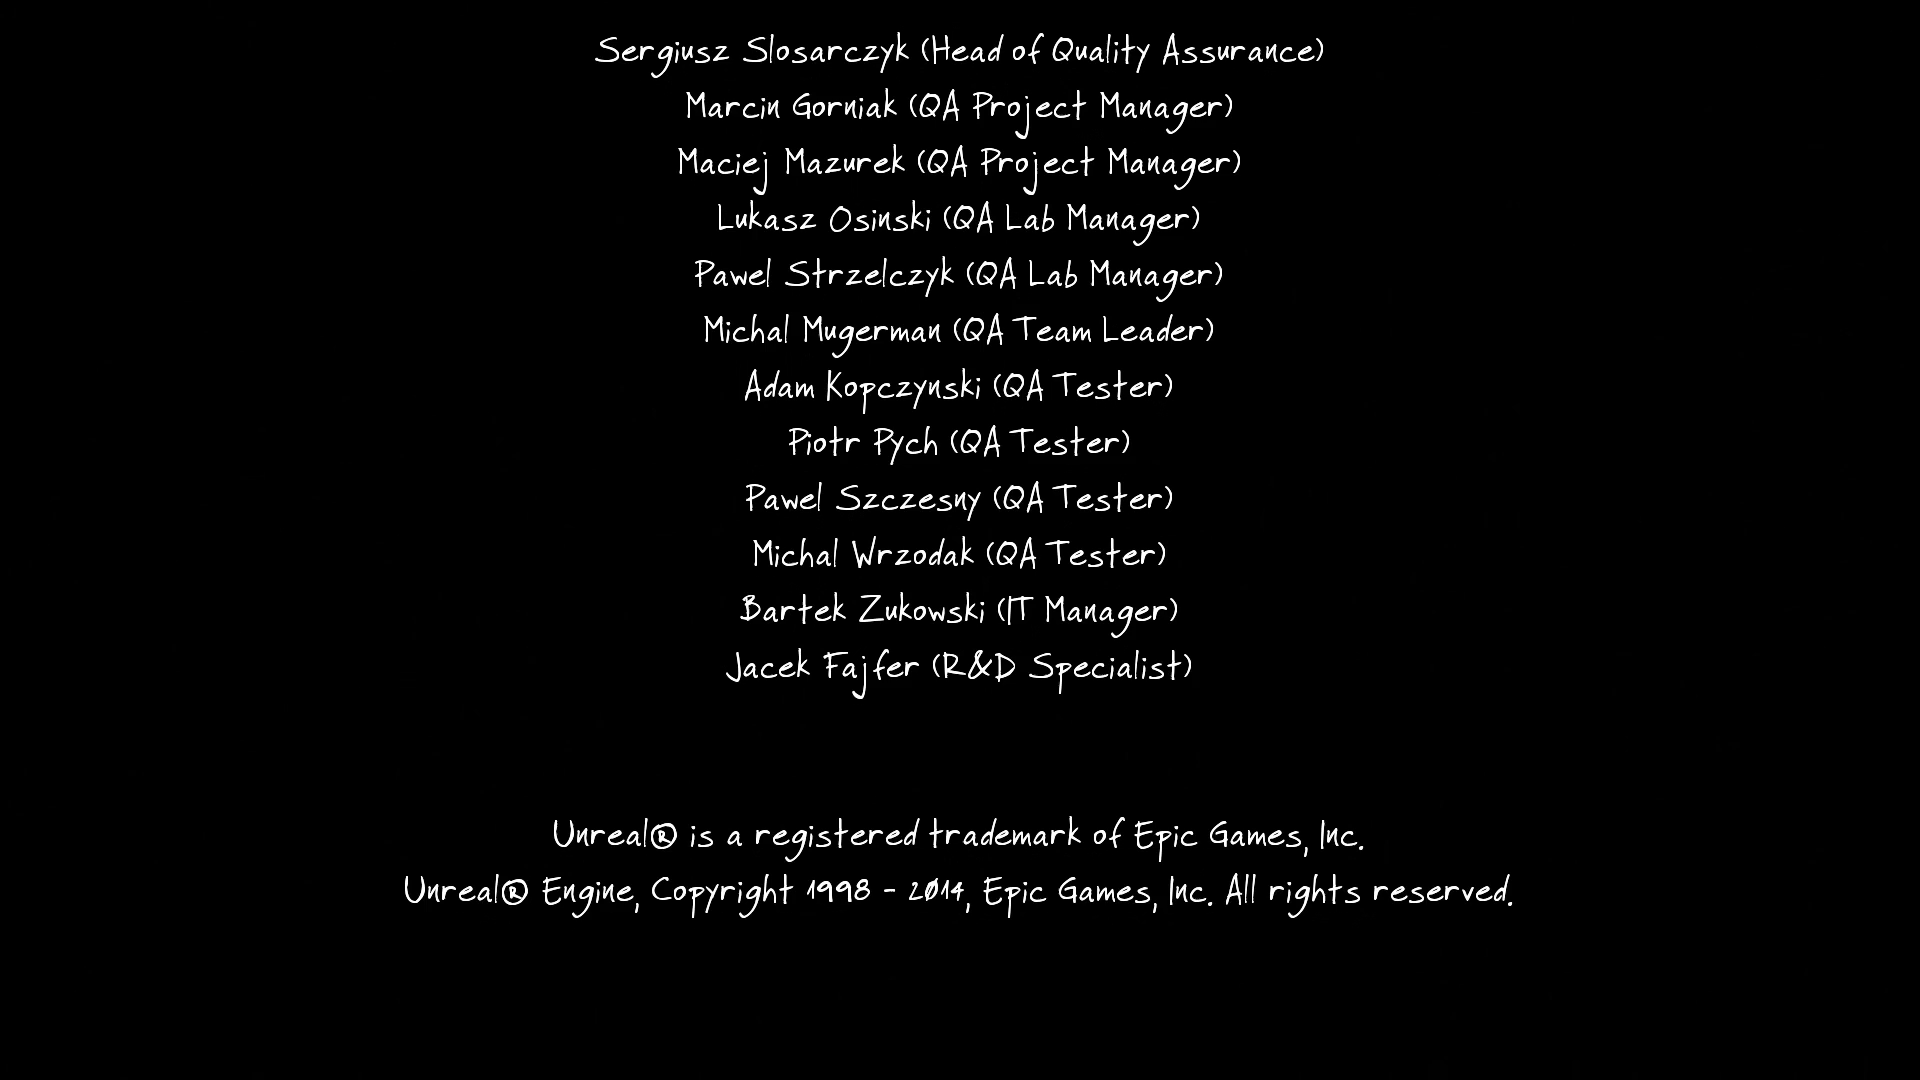 Sergiusz Slosarczyk (Head of Quality Assurance)
Marcin Gorniak (QA Project Manager)
Maciej Mazurek (QA Project Manager)
Lukasz Osinski (QA Lab Manager)
Pawel Strzelczyk (QA Lab Manager)
Michal Mugerman (QA Team Leader)
Adam Kopczynski (QA Tester)
Piotr Pych (QA Tester)
Pawel Szczesny (QA Tester)
Michal Wrzodak (QA Tester)
Bartek Zukowski (IT Manager)
Jacek Fajfer (R&D Specialist)
Unreal® is a registered trademark of Epic Games, Inc.
Unreal® Engine, Copyright 1998 - 2014, Epic Games, Inc. All rights reserved.